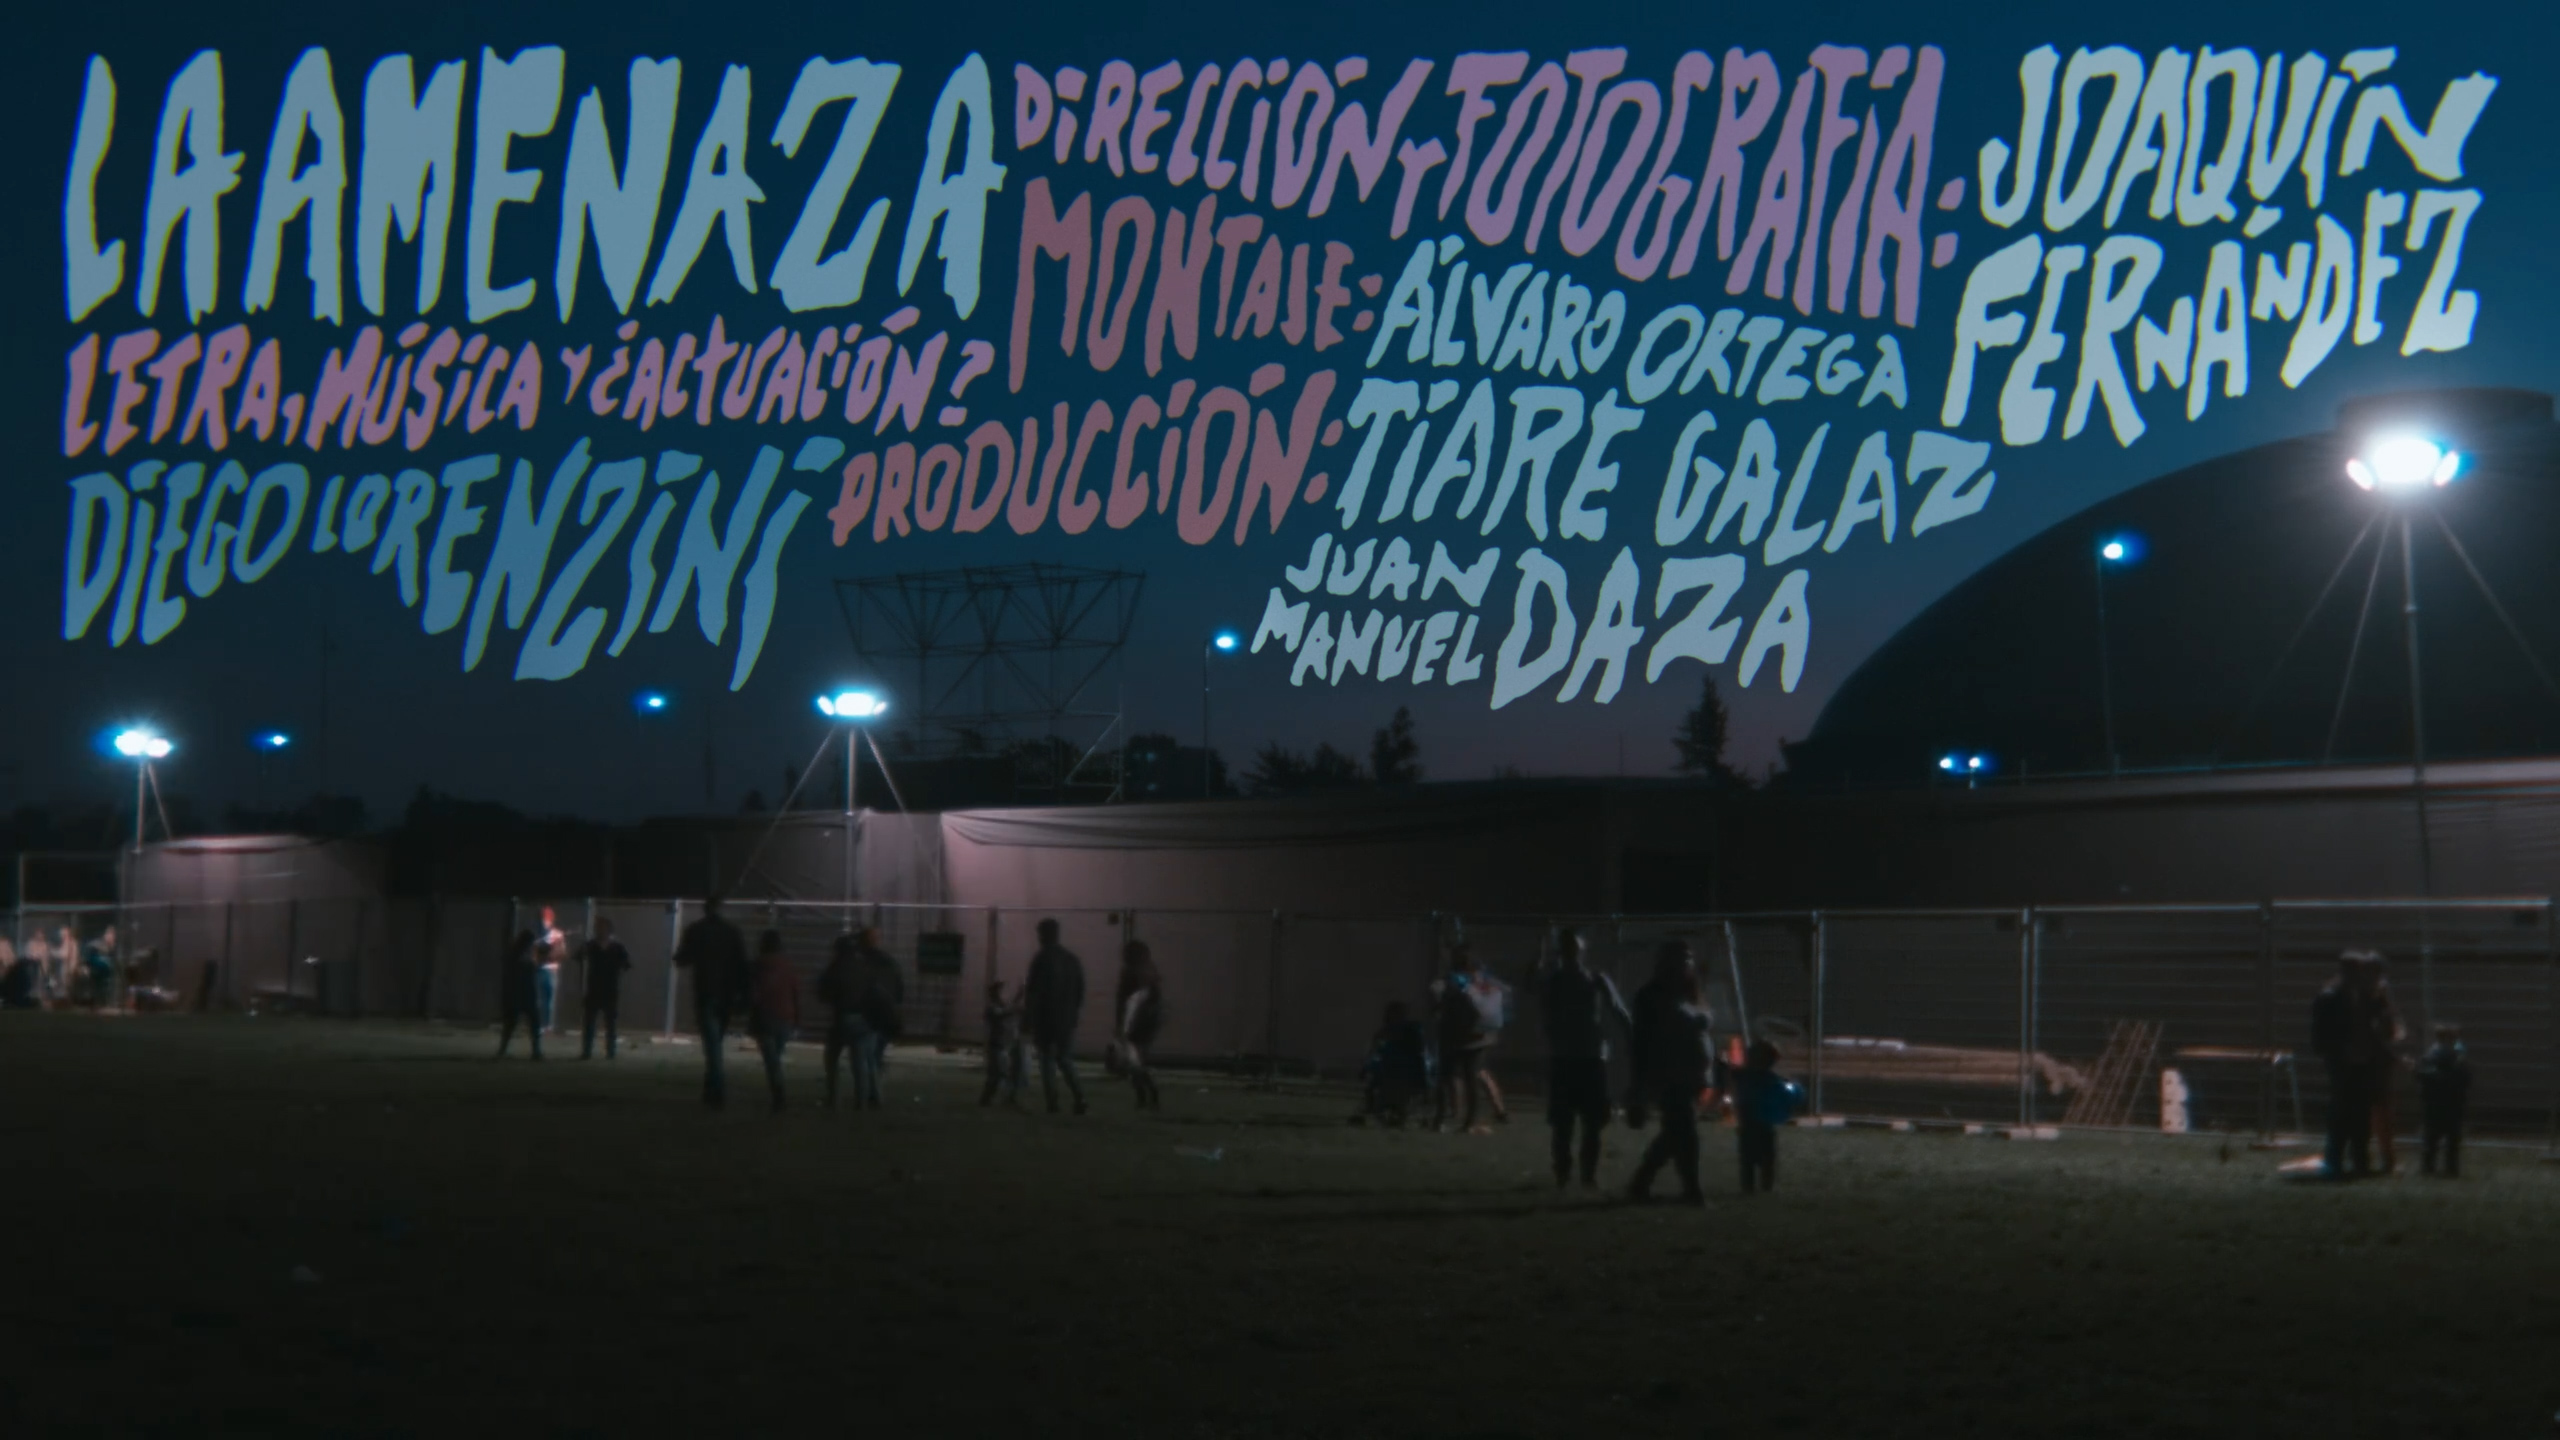 LA AMENAZA
LETRA, MÚSICA Y ¿ACTUACIÓN?
DIEGO LORENZINI
DIRECCIÓN Y FOTOGRAFÍA:
JOAQUÍN
FERNÁNDEZ
MONTAJE: ÁLVARO ORTEGA
PRODUCCIÓN: TIARE GALAZ
JUAN
MANUEL DAZA